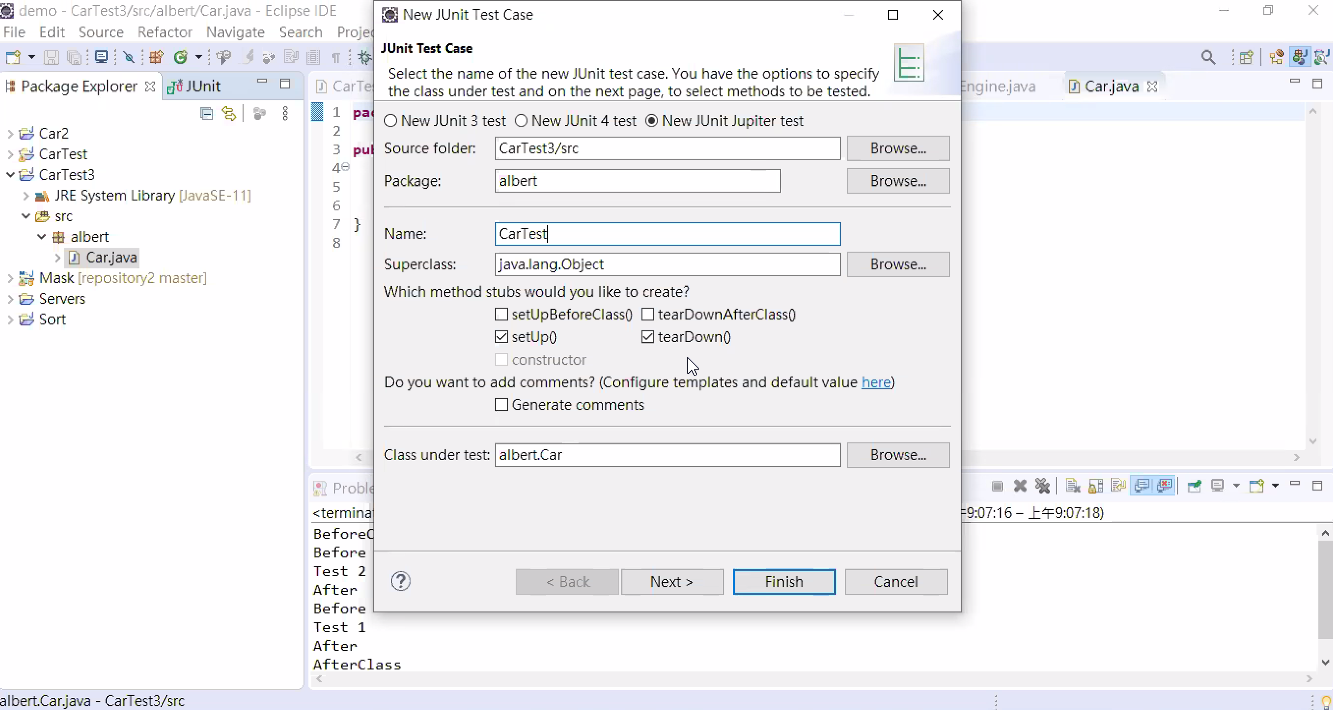 demo - CarTest3/src/albert/Car.java - Eclipse IDE
File Edit Source Refactor Navigate Search Projec
Package Explorer
JUnit
Car2
CarTest
CarTest3
JRE System Library [JavaSE-11]
src
albert
Car.java
Mask [repository2 master]
Servers
Sort
CarTe
ngine.java
Car.java
1 pac
2
3 pub
4
5
6
7 }
8
New JUnit Test Case
JUnit Test Case
Select the name of the new JUnit test case. You have the options to specify
the class under test and on the next page, to select methods to be tested.
New JUnit 3 test New JUnit 4 test New JUnit Jupiter test
Source folder: CarTest3/src Browse...
Package: albert Browse...
Name: CarTest
Superclass: java.lang.Object Browse...
Which method stubs would you like to create?
setUpBeforeClass() tearDownAfterClass()
setUp() tearDown()
constructor
Do you want to add comments? (Configure templates and default value here)
Generate comments
Class under test: albert.Car Browse...
< Back Next > Finish Cancel
Proble
<termina
9:07:16 – 上午9:07:18)
BeforeC
Before
Test 2
After
Before
Test 1
After
AfterClass
albert.Car.java - CarTest3/src